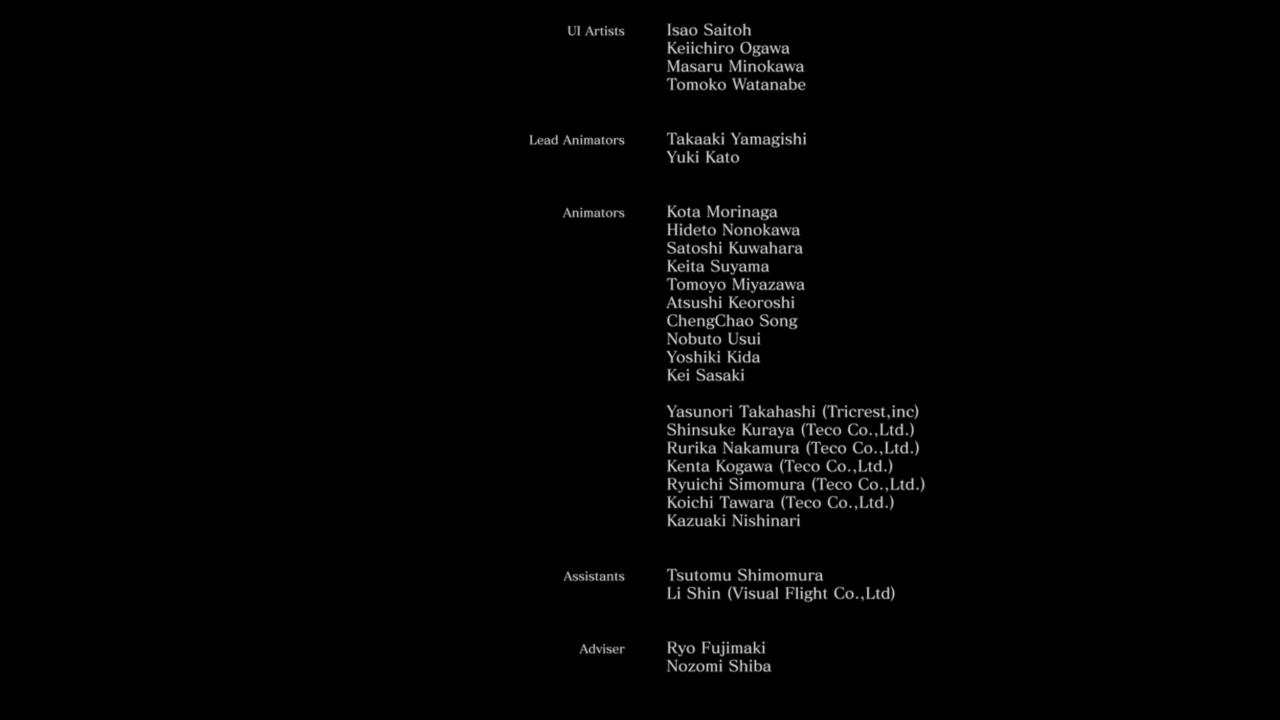 UI Artists Isao Saitoh
Keiichiro Ogawa
Masaru Minokawa
Tomoko Watanabe
Lead Animators Takaaki Yamagishi
Yuki Kato
Animators Kota Morinaga
Hideto Nonokawa
Satoshi Kuwahara
Keita Suyama
Tomoyo Miyazawa
Atsushi Keoroshi
ChengChao Song
Nobuto Usui
Yoshiki Kida
Kei Sasaki
Yasunori Takahashi (Tricrest,inc)
Shinsuke Kuraya (Teco Co.,Ltd.)
Rurika Nakamura (Teco Co.,Ltd.)
Kenta Kogawa (Teco Co.,Ltd.)
Ryuichi Simomura (Teco Co.,Ltd.)
Koichi Tawara (Teco Co.,Ltd.)
Kazuaki Nishinari
Assistants Tsutomu Shimomura
Li Shin (Visual Flight Co.,Ltd)
Adviser Ryo Fujimaki
Nozomi Shiba